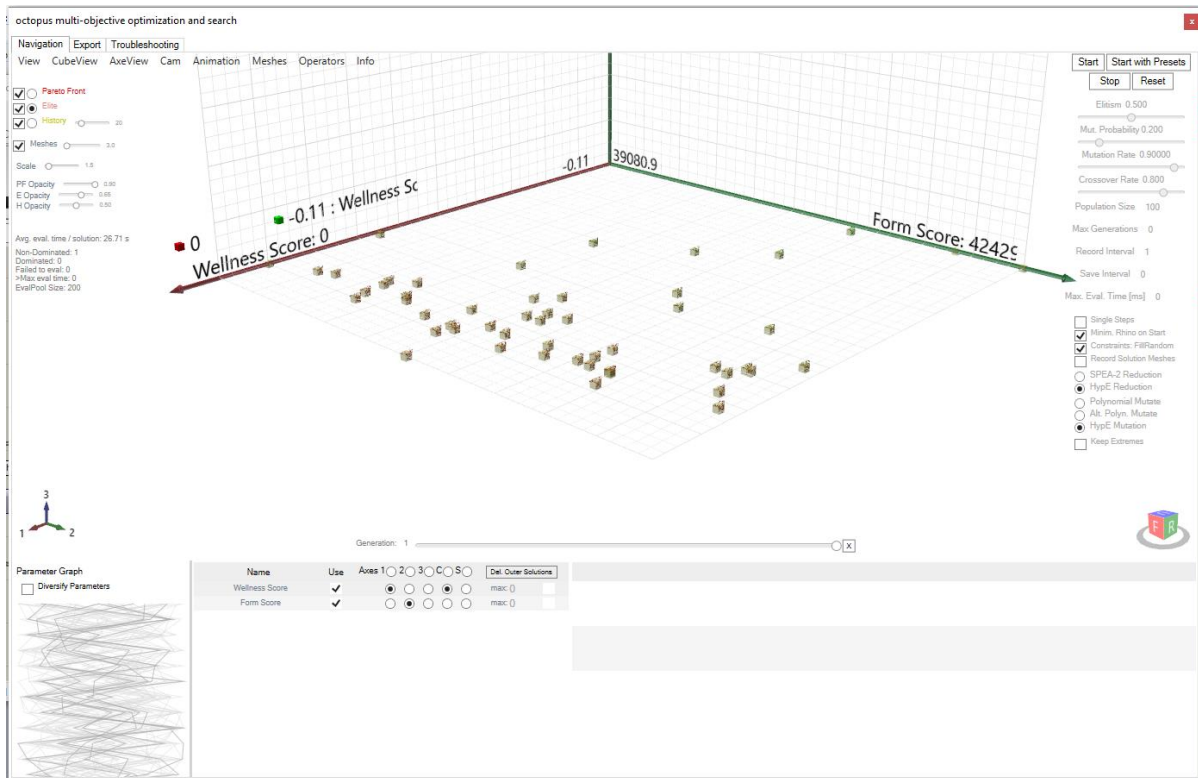 octopus multi-objective optimization and search
x
Navigation Export Troubleshooting
View CubeView AxeView Cam Animation Meshes Operators Info
Pareto Front
Elite
History 20
Meshes 3.0
Scale 1.8
PF Opacity 0.90
E Opacity 0.65
H Opacity 0.50
Avg. eval. time / solution: 26.71 s
Non-Dominated: 1
Dominated: 0
Failed to eval: 0
>Max eval time: 0
EvalPool Size: 200
-0.11 39080.9
-0.11 : Wellness Sc
0
Wellness Score: 0
Form Score: 42429
Start Start with Presets
Stop Reset
Elitism 0.500
Mut. Probability 0.200
Mutation Rate 0.90000
Crossover Rate 0.800
Population Size 100
Max Generations 0
Record Interval 1
Save Interval 0
Max. Eval. Time [ms] 0
Single Steps
Minim. Rhino on Start
Constraints: FillRandom
Record Solution Meshes
SPEA-2 Reduction
HypE Reduction
Polynomial Mutate
Alt. Polyn. Mutate
HypE Mutation
Keep Extremes
3
1 2
F R
Generation: 1 X
Parameter Graph
Diversify Parameters
Name Use Axes 1 2 3 C S Del. Outer Solutions
Wellness Score max: ()
Form Score max: ()